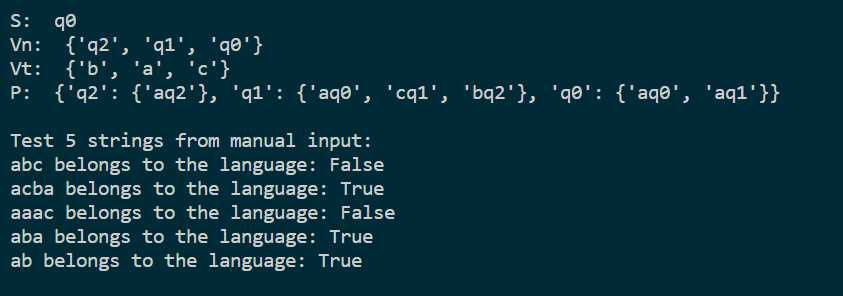 S:  q0
Vn:  {'q2', 'q1', 'q0'}
Vt:  {'b', 'a', 'c'}
P:  {'q2': {'aq2'}, 'q1': {'aq0', 'cq1', 'bq2'}, 'q0': {'aq0', 'aq1'}}
Test 5 strings from manual input:
abc belongs to the language: False
acba belongs to the language: True
aaac belongs to the language: False
aba belongs to the language: True
ab belongs to the language: True